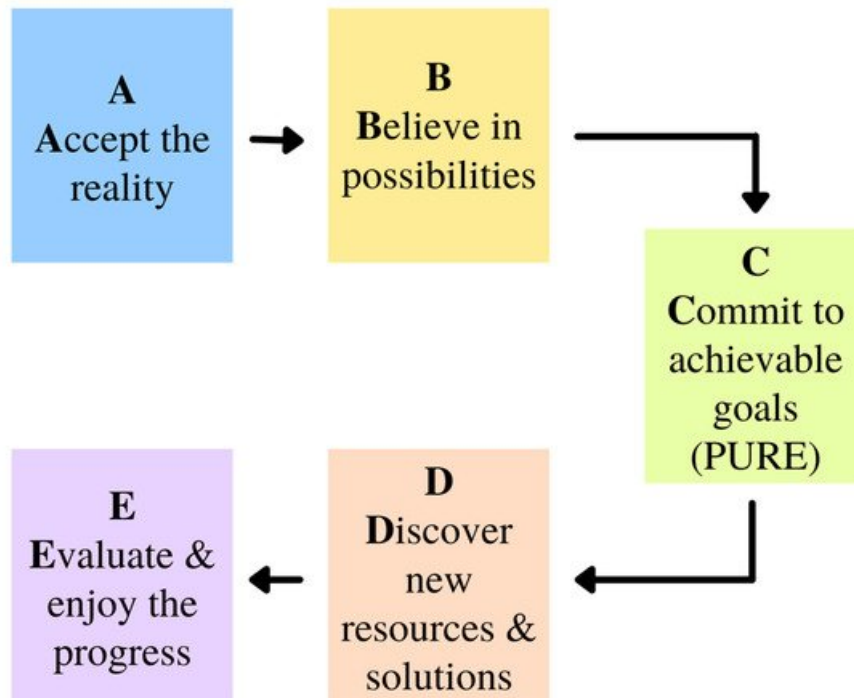 A
Accept the
reality
B
Believe in
possibilities
C
Commit to
achievable
goals
(PURE)
D
Discover
new
resources &
solutions
E
Evaluate &
enjoy the
progress